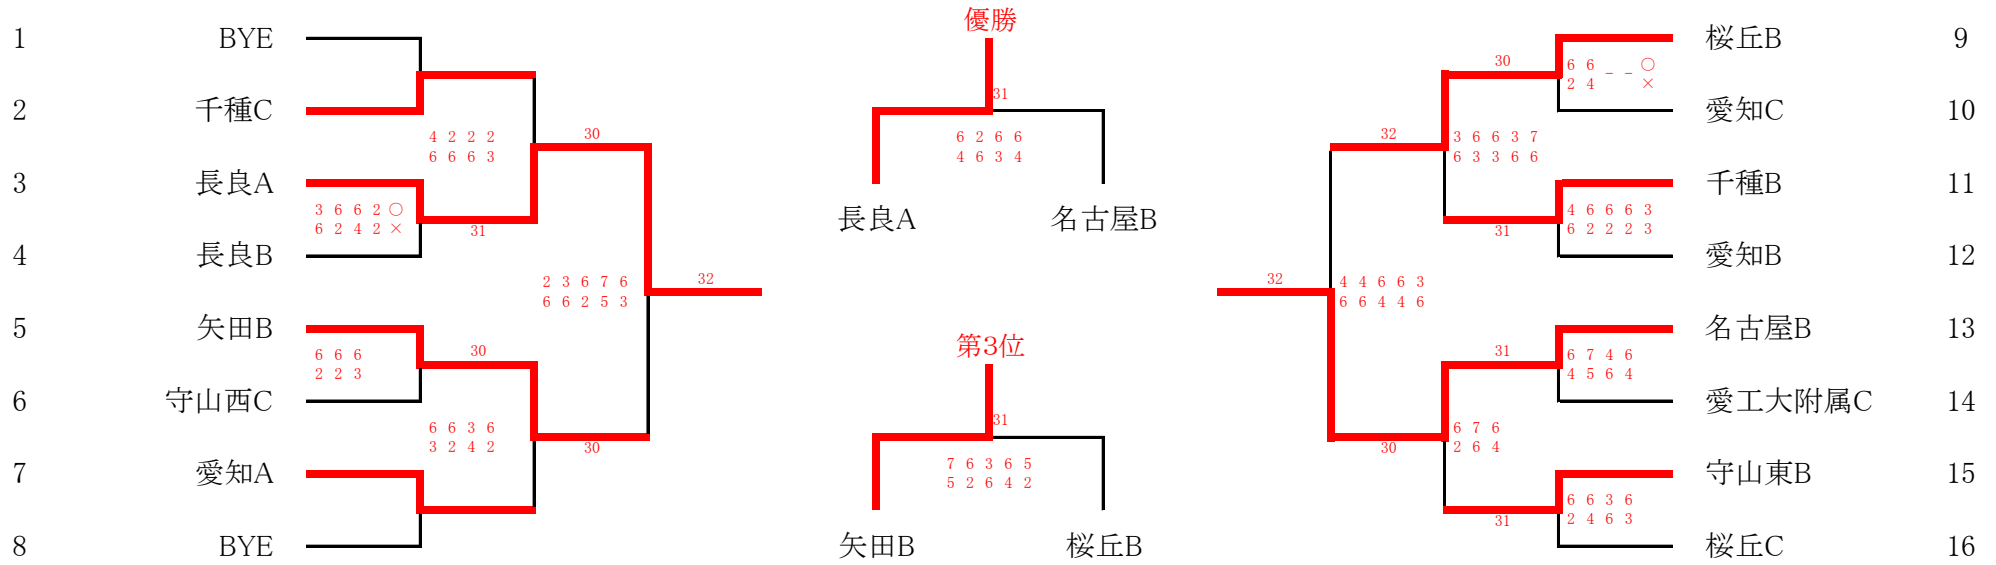 優勝
1 BYE
2 千種C
3 長良A
4 長良B
5 矢田B
6 守山西C
7 愛知A
8 BYE
4 2 2 2
6 6 6 3
3 6 6 2 ○
6 2 4 2 ×
31
30
6 6 6
2 2 3
30
6 6 3 6
3 2 4 2
30
2 3 6 7 6
6 6 2 5 3
32
31
6 2 6 6
4 6 3 4
長良A 名古屋B
第3位
31
7 6 3 6 5
5 2 6 4 2
矢田B 桜丘B
32
4 4 6 6 3
6 6 4 4 6
32
3 6 6 3 7
6 3 3 6 6
30
6 6 - - ○
2 4 ×
31
4 6 6 6 3
6 2 2 2 3
31
6 7 4 6
4 5 6 4
30
6 7 6
2 6 4
31
6 6 3 6
2 4 6 3
桜丘B 9
愛知C 10
千種B 11
愛知B 12
名古屋B 13
愛工大附属C 14
守山東B 15
桜丘C 16